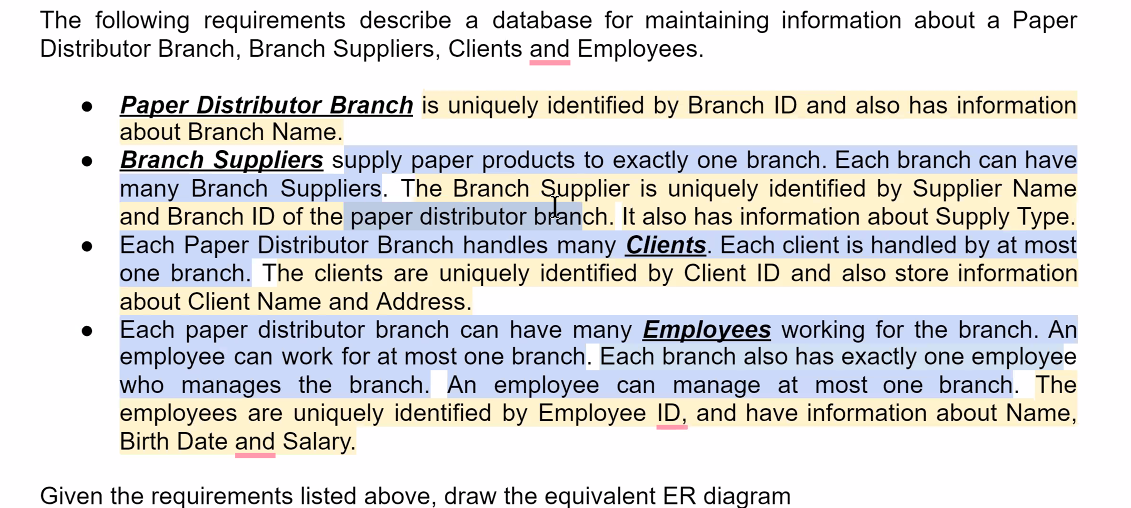 The following requirements describe a database for maintaining information about a Paper
Distributor Branch, Branch Suppliers, Clients and Employees.
● Paper Distributor Branch is uniquely identified by Branch ID and also has information
about Branch Name.
● Branch Suppliers supply paper products to exactly one branch. Each branch can have
many Branch Suppliers. The Branch Supplier is uniquely identified by Supplier Name
and Branch ID of the paper distributor branch. It also has information about Supply Type.
● Each Paper Distributor Branch handles many Clients. Each client is handled by at most
one branch. The clients are uniquely identified by Client ID and also store information
about Client Name and Address.
● Each paper distributor branch can have many Employees working for the branch. An
employee can work for at most one branch. Each branch also has exactly one employee
who manages the branch. An employee can manage at most one branch. The
employees are uniquely identified by Employee ID, and have information about Name,
Birth Date and Salary.
Given the requirements listed above, draw the equivalent ER diagram